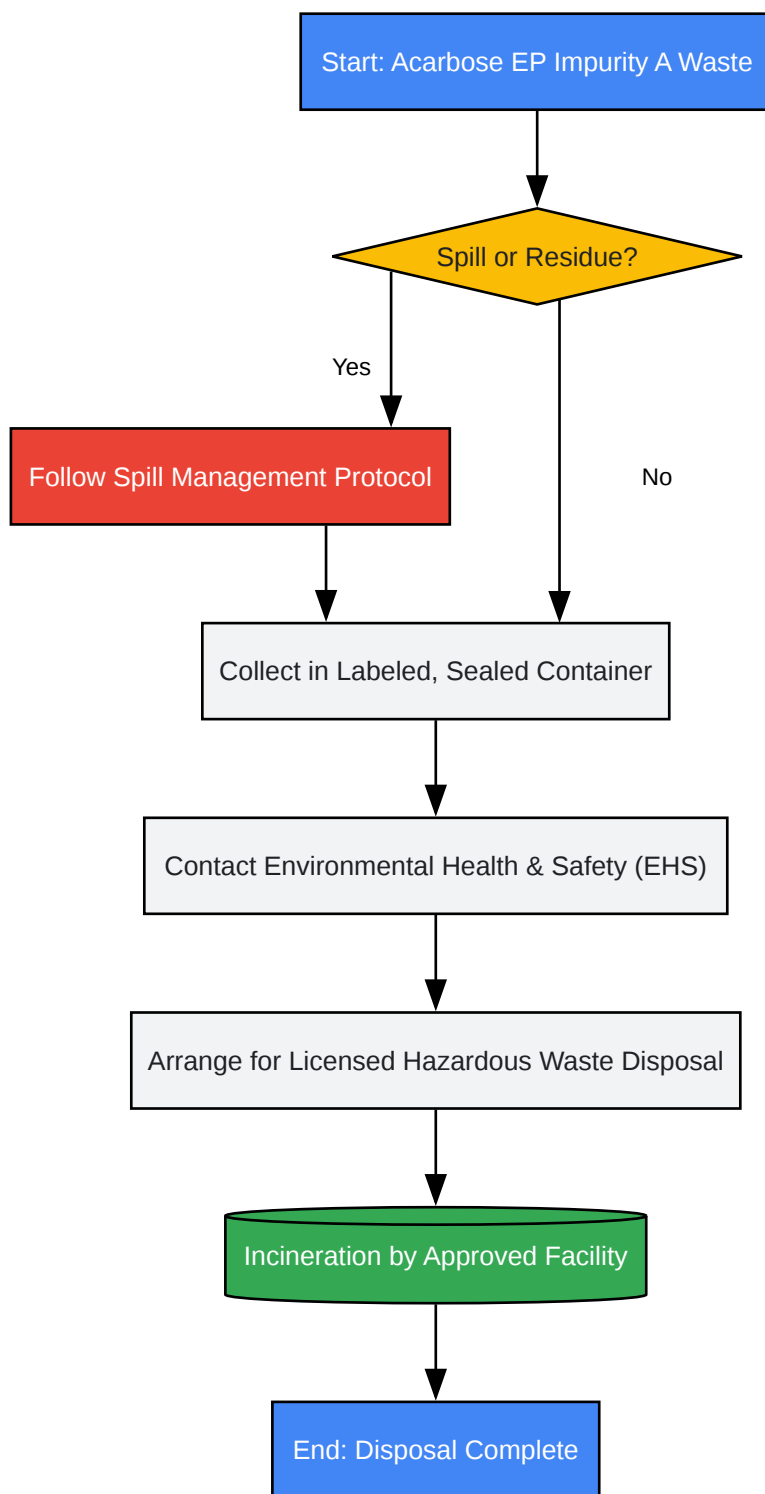 Start: Acarbose EP Impurity A Waste
Spill or Residue?
Yes
Follow Spill Management Protocol
No
Collect in Labeled, Sealed Container
Contact Environmental Health & Safety (EHS)
Arrange for Licensed Hazardous Waste Disposal
Incineration by Approved Facility
End: Disposal Complete